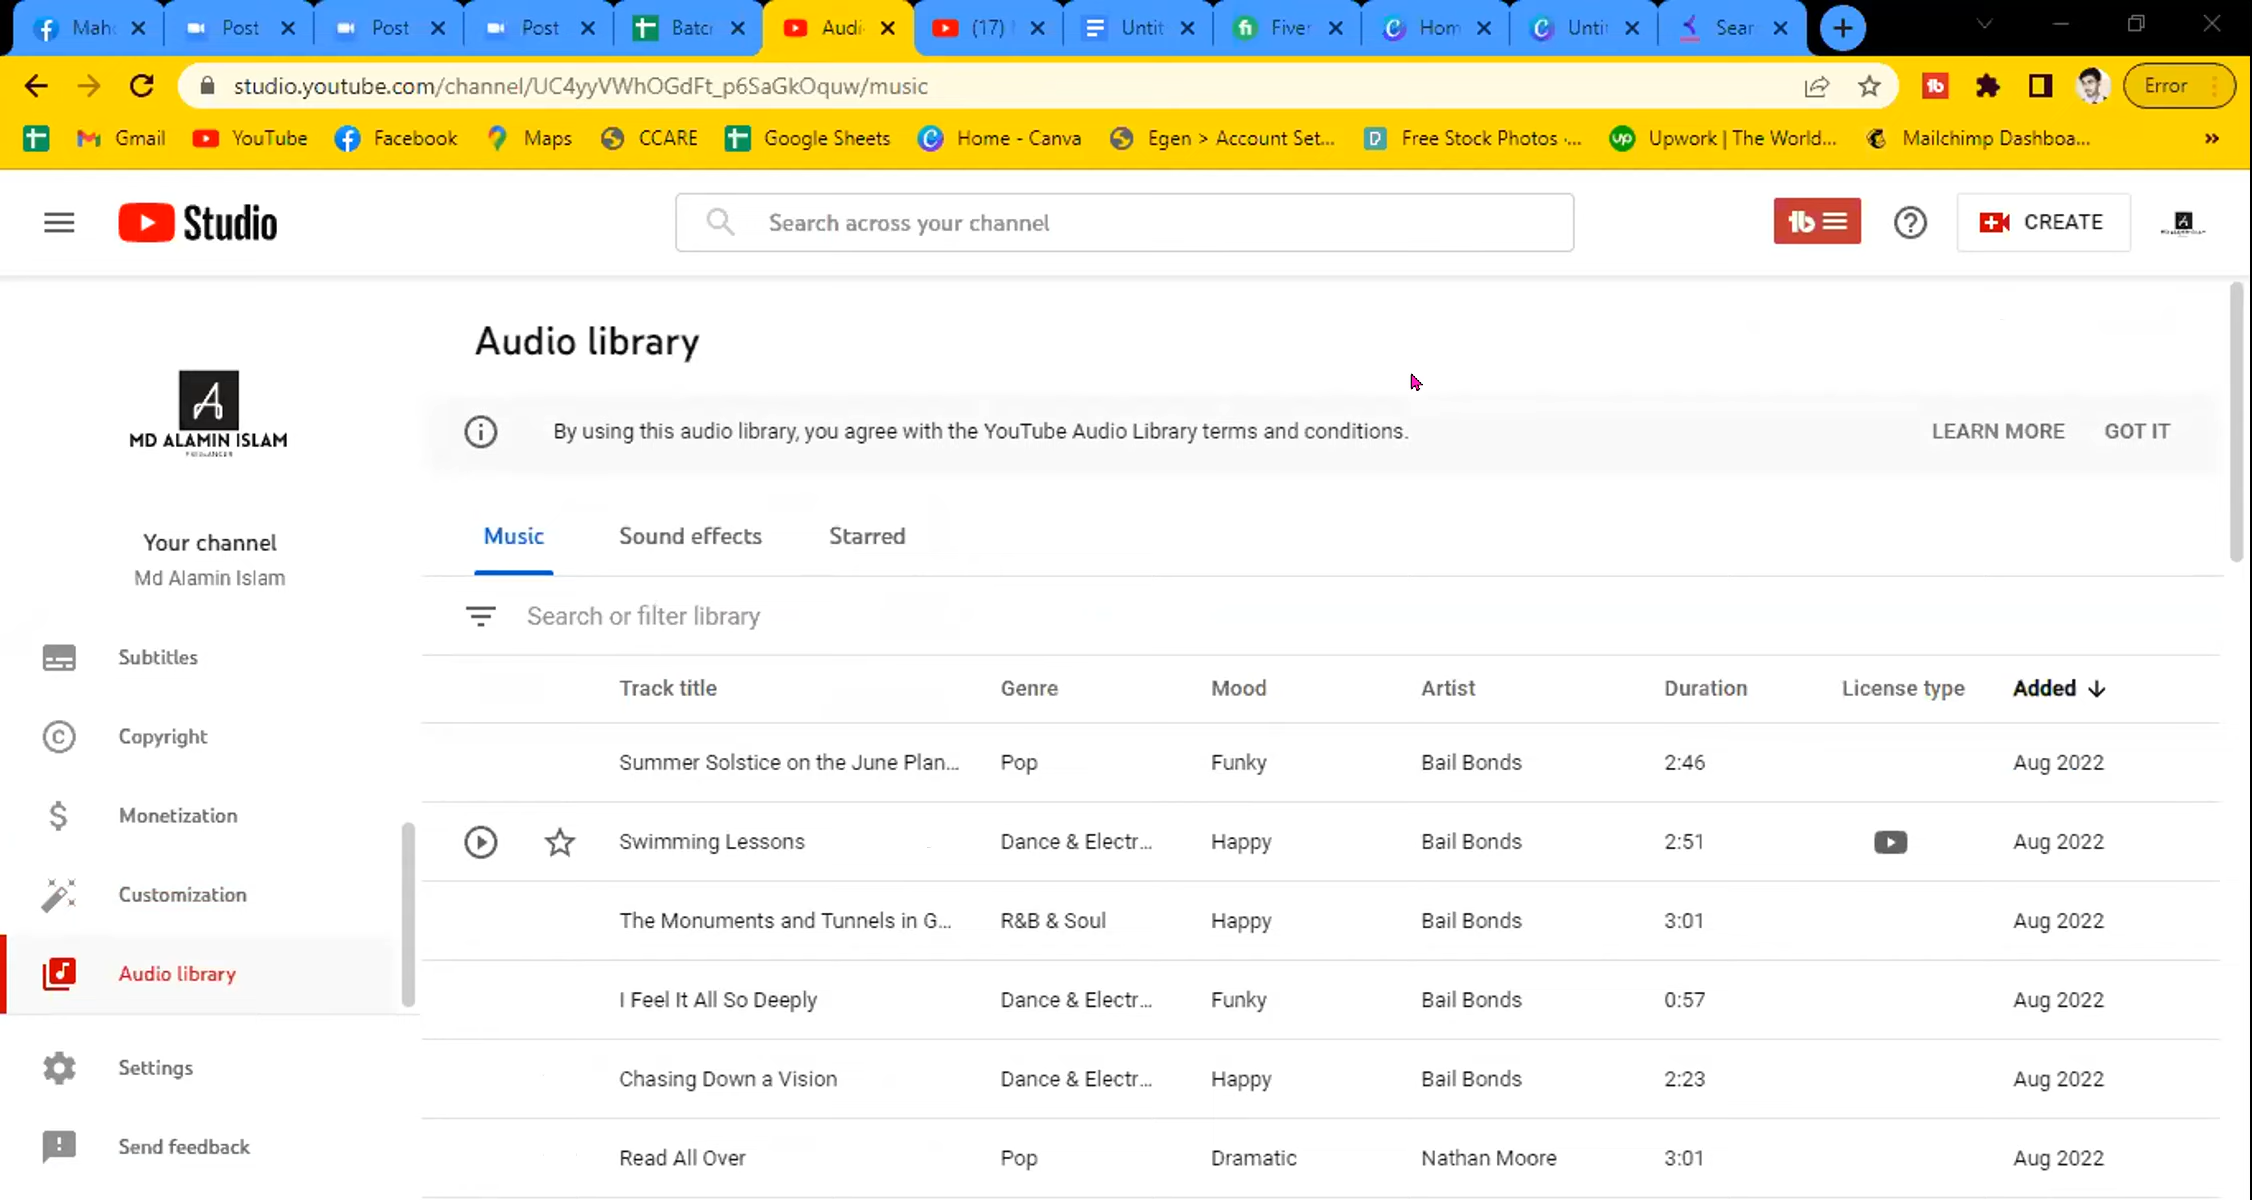 Mahc Post Post Post Batc Audi (17) Untit Fiver Hom Unti Sear
studio.youtube.com/channel/UC4yyVWhOGdFt_p6SaGkOquw/music Error
Gmail YouTube Facebook Maps CCARE Google Sheets Home - Canva Egen > Account Set... Free Stock Photos ·... Upwork | The World... Mailchimp Dashboa... »
Studio Search across your channel CREATE
Audio library
MD ALAMIN ISLAM
By using this audio library, you agree with the YouTube Audio Library terms and conditions. LEARN MORE GOT IT
Your channel
Md Alamin Islam
Music Sound effects Starred
Search or filter library
Subtitles
Copyright
Monetization
Customization
Audio library
Settings
Send feedback
Track title Genre Mood Artist Duration License type Added
Summer Solstice on the June Plan... Pop Funky Bail Bonds 2:46 Aug 2022
Swimming Lessons Dance & Electr... Happy Bail Bonds 2:51 Aug 2022
The Monuments and Tunnels in G... R&B & Soul Happy Bail Bonds 3:01 Aug 2022
I Feel It All So Deeply Dance & Electr... Funky Bail Bonds 0:57 Aug 2022
Chasing Down a Vision Dance & Electr... Happy Bail Bonds 2:23 Aug 2022
Read All Over Pop Dramatic Nathan Moore 3:01 Aug 2022